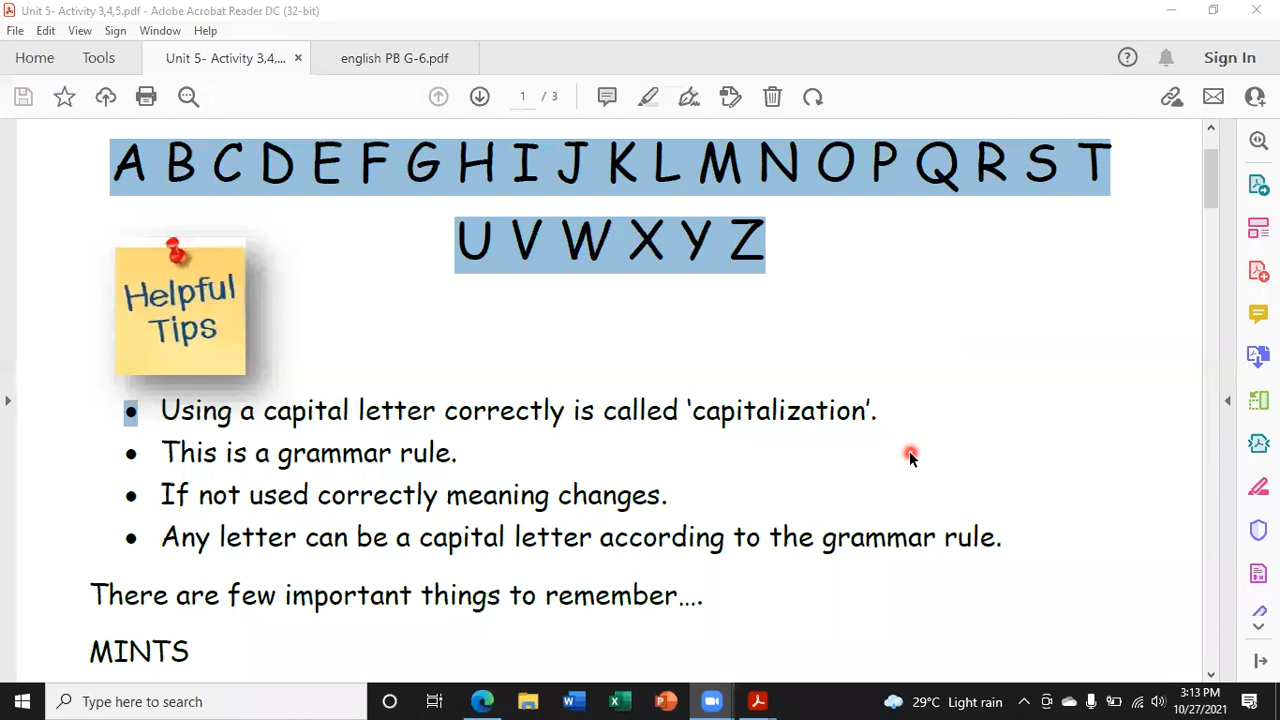 Unit 5- Activity 3,4,5.pdf - Adobe Acrobat Reader DC (32-bit)
File Edit View Sign Window Help
Home Tools Unit 5- Activity 3,4,... × english PB G-6.pdf Sign In
1 / 3
A B C D E F G H I J K L M N O P Q R S T
U V W X Y Z
Helpful
Tips
• Using a capital letter correctly is called ‘capitalization’.
• This is a grammar rule.
• If not used correctly meaning changes.
• Any letter can be a capital letter according to the grammar rule.
There are few important things to remember….
MINTS
Type here to search
29°C Light rain
3:13 PM
10/27/2021